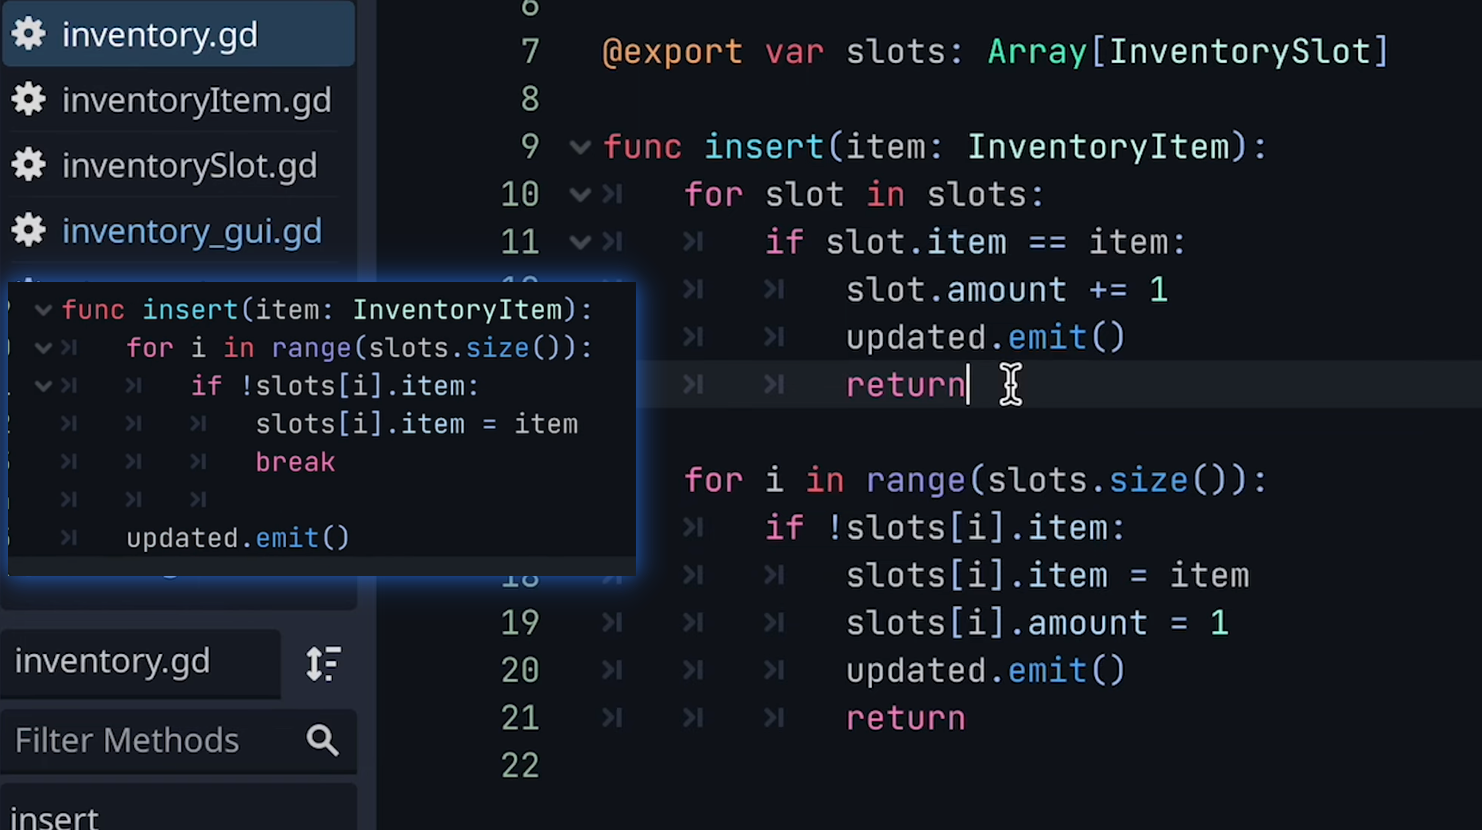 inventory.gd
inventoryItem.gd
inventorySlot.gd
inventory_gui.gd
func insert(item: InventoryItem):
for i in range(slots.size()):
if !slots[i].item:
slots[i].item = item
break
updated.emit()
inventory.gd
Filter Methods
insert
6
7 @export var slots: Array[InventorySlot]
8
9 func insert(item: InventoryItem):
10 for slot in slots:
11 if slot.item == item:
slot.amount += 1
updated.emit()
return
for i in range(slots.size()):
if !slots[i].item:
18 slots[i].item = item
19 slots[i].amount = 1
20 updated.emit()
21 return
22